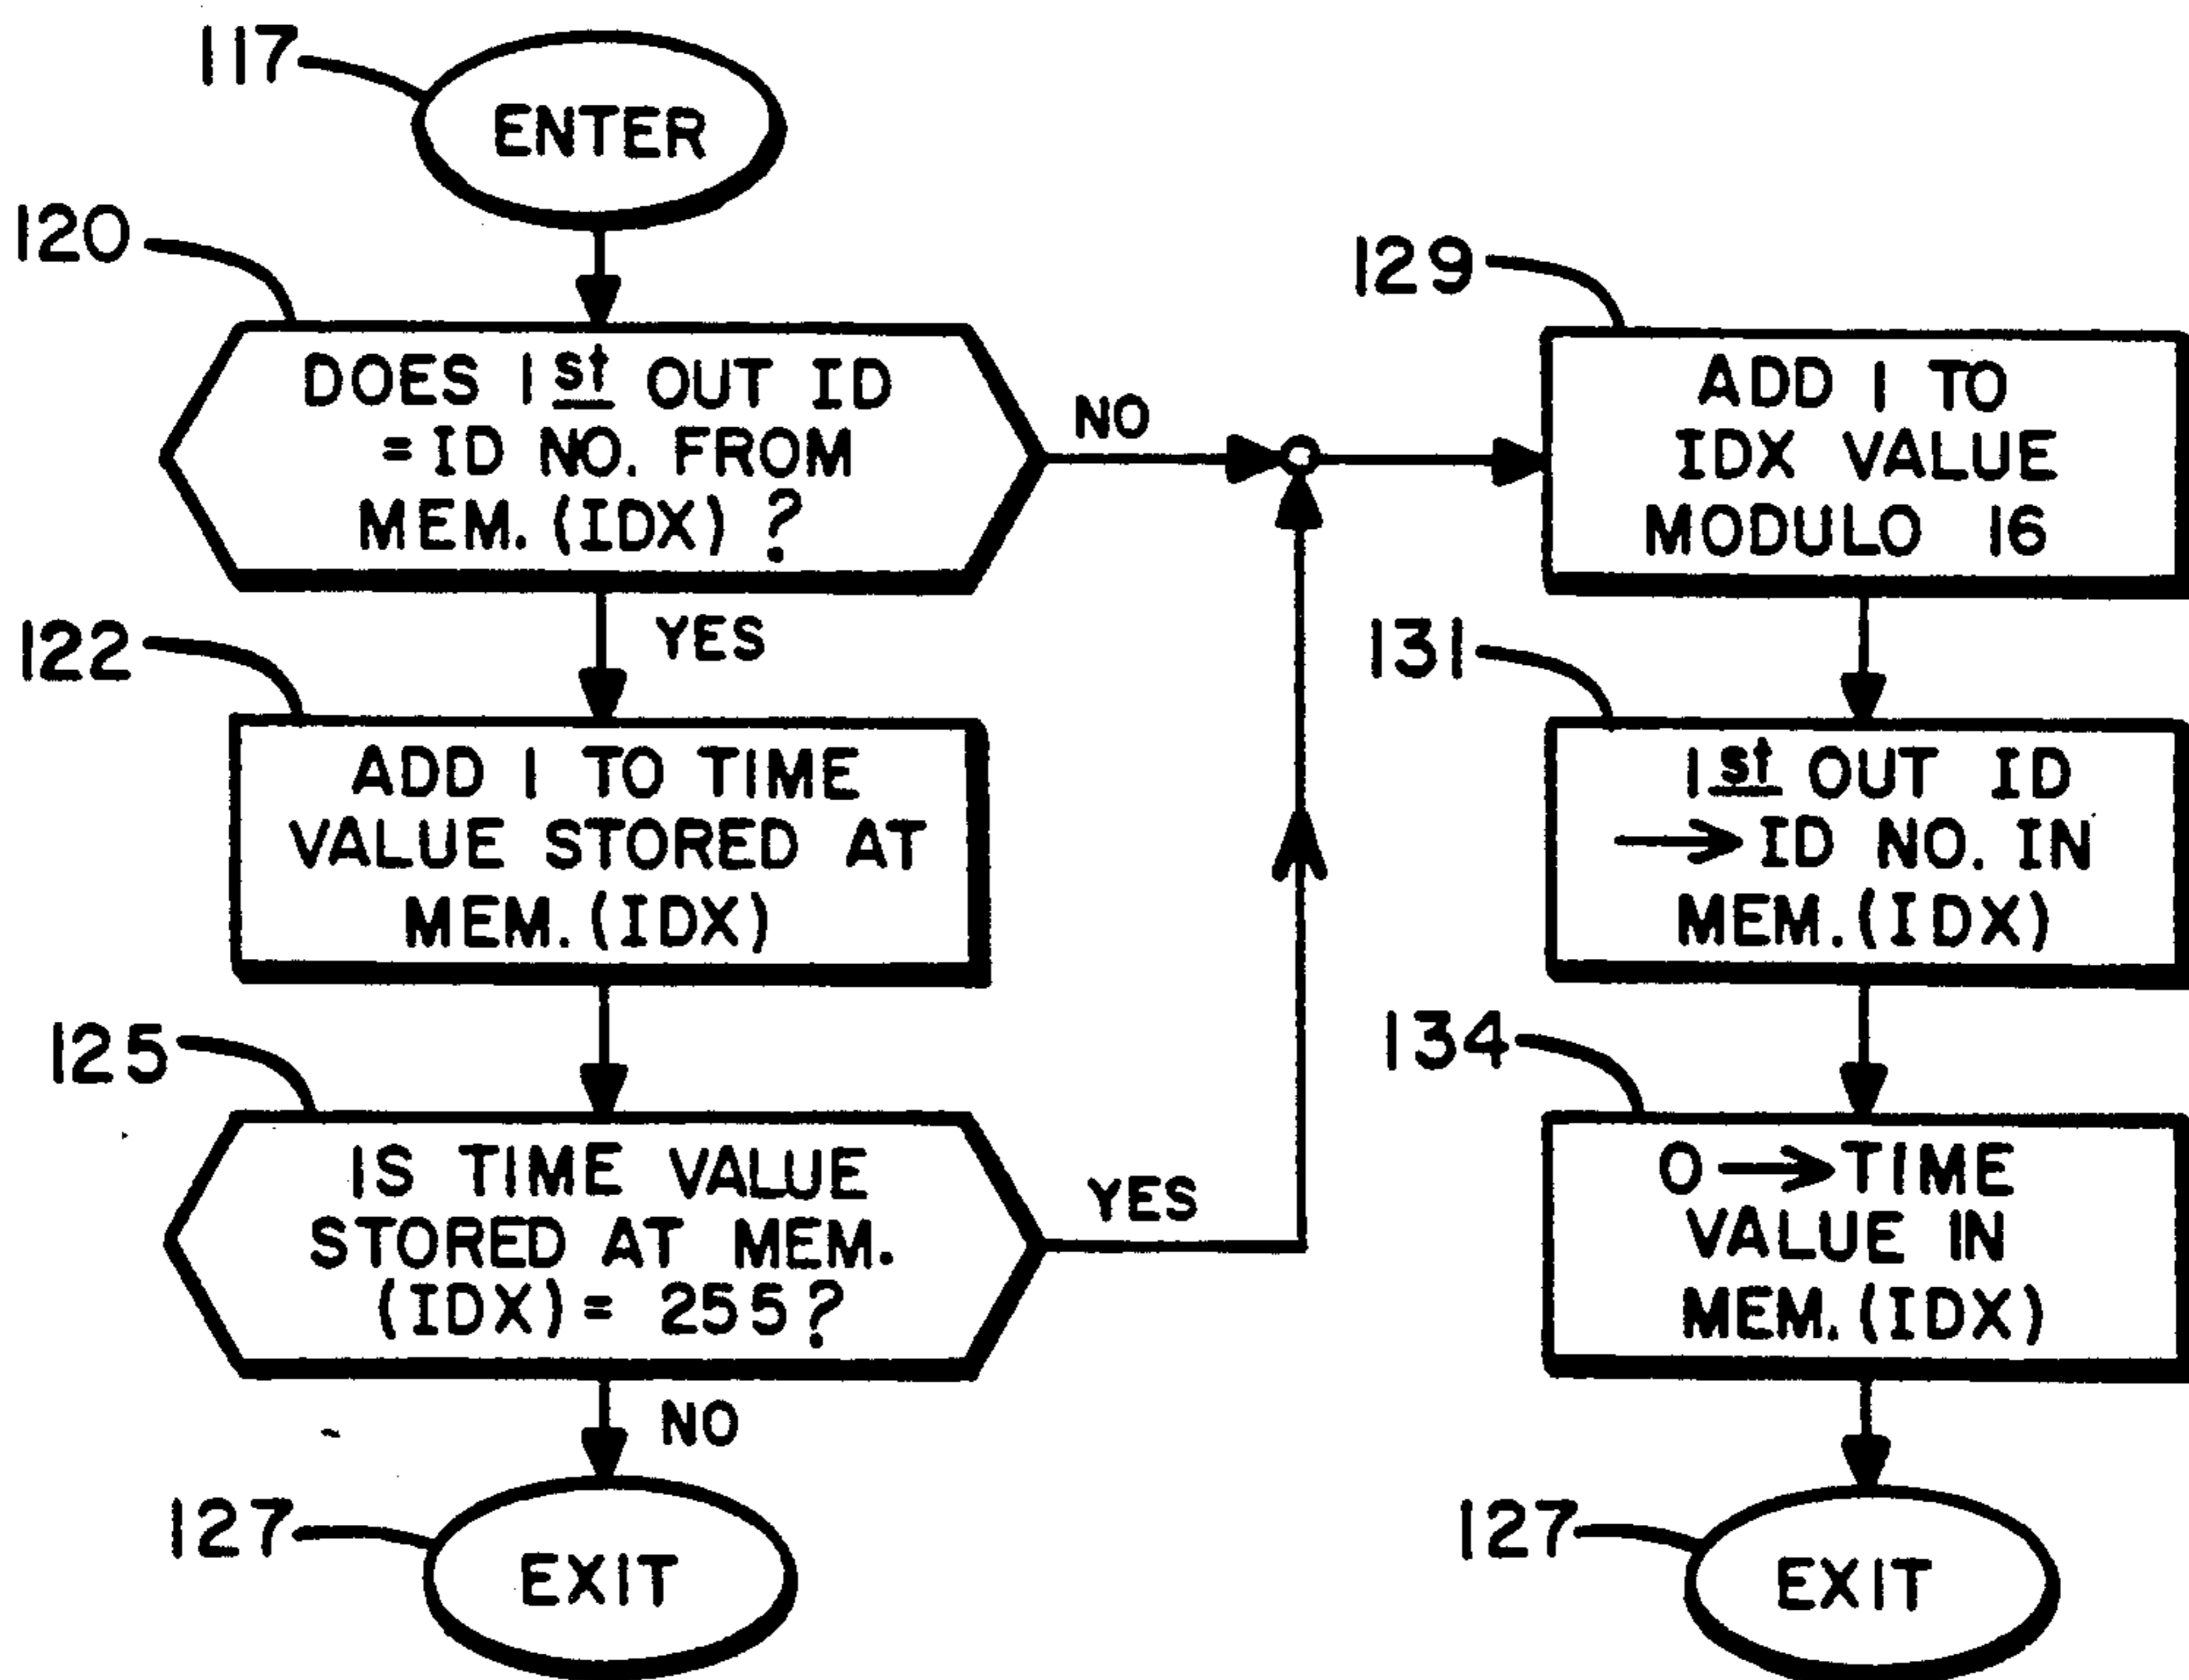 117
ENTER
120
DOES 1st OUT ID
= ID NO. FROM
MEM. (IDX) ?
NO
YES
122
ADD 1 TO TIME
VALUE STORED AT
MEM. (IDX)
125
IS TIME VALUE
STORED AT MEM.
(IDX) = 255?
YES
NO
127
EXIT
129
ADD 1 TO
IDX VALUE
MODULO 16
131
1st OUT ID
→ ID NO. IN
MEM. (IDX)
134
0 → TIME
VALUE IN
MEM. (IDX)
127
EXIT